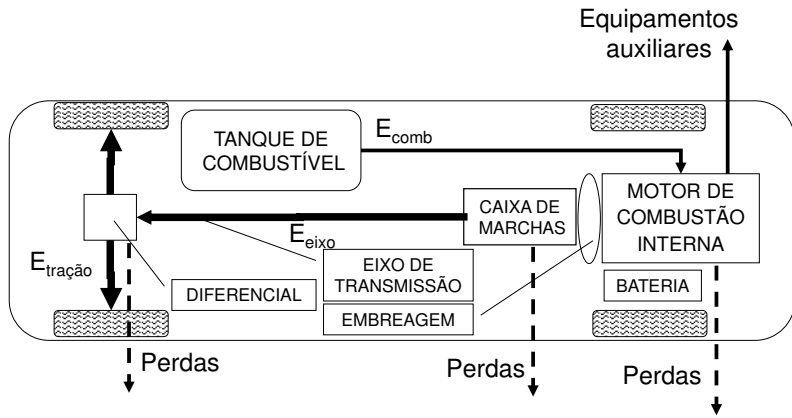 Equipamentos
auxiliares
TANQUE DE
COMBUSTÍVEL
E_comb
MOTOR DE
COMBUSTÃO
INTERNA
CAIXA DE
MARCHAS
E_eixo
E_tração
EIXO DE
TRANSMISSÃO
DIFERENCIAL
BATERIA
EMBREAGEM
Perdas
Perdas
Perdas